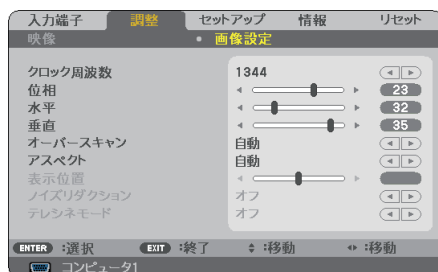 入力端子 調整 セットアップ 情報 リセット
映像 • 画像設定
クロック周波数 1344
位相 23
水平 32
垂直 35
オーバースキャン 自動
アスペクト 自動
表示位置
ノイズリダクション オフ
テレシネモード オフ
ENTER :選択 EXIT :終了 :移動 :移動
コンピュータ1